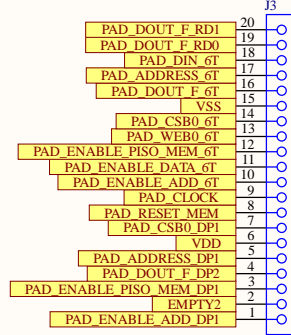 J3
PAD_DOUT_F_RD1 20
PAD_DOUT_F_RD0 19
PAD_DIN_6T 18
PAD_ADDRESS_6T 17
PAD_DOUT_F_6T 16
VSS 15
PAD_CSB0_6T 14
PAD_WEB0_6T 13
PAD_ENABLE_PISO_MEM_6T 12
PAD_ENABLE_DATA_6T 11
PAD_ENABLE_ADD_6T 10
PAD_CLOCK 9
PAD_RESET_MEM 8
PAD_CSB0_DP1 7
VDD 6
PAD_ADDRESS_DP1 5
PAD_DOUT_F_DP2 4
PAD_ENABLE_PISO_MEM_DP1 3
EMPTY2 2
PAD_ENABLE_ADD_DP1 1